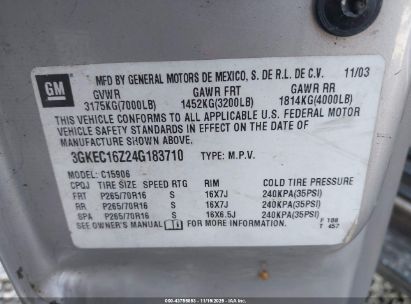 GM
MFD BY GENERAL MOTORS DE MEXICO, S. DE R.L. DE C.V. 11/03
GVWR GAWR FRT GAWR RR
3175KG(7000LB) 1452KG(3200LB) 1814KG(4000LB)
THIS VEHICLE CONFORMS TO ALL APPLICABLE U.S. FEDERAL MOTOR
VEHICLE SAFETY STANDARDS IN EFFECT ON THE DATE OF
MANUFACTURE SHOWN ABOVE.
3GKEC16Z24G183710 TYPE: M.P.V.
MODEL: C15906
CPQJ TIRE SIZE SPEED RTG RIM COLD TIRE PRESSURE
FRT P265/70R16 S 16X7J 240KPA(35PSI)
RR P265/70R16 S 16X7J 240KPA(35PSI)
SPA P265/70R16 S 16X6.5J 240KPA(35PSI)
SEE OWNER'S MANUAL FOR MORE INFORMATION
F 108
T 457